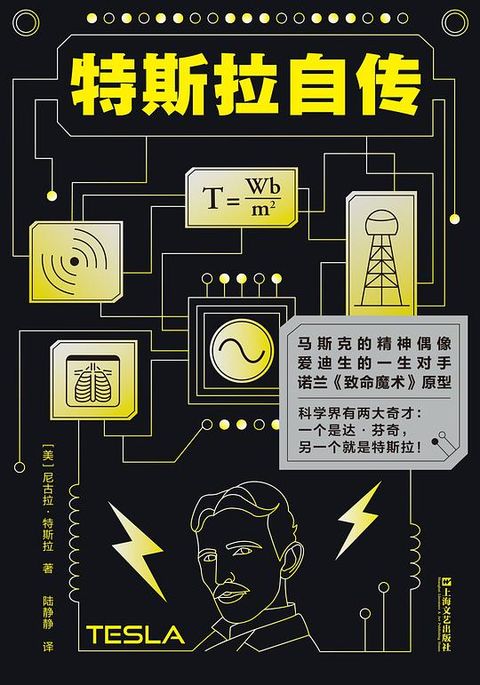 特斯拉自传
T = Wb/m²
马斯克的精神偶像
爱迪生的一生对手
诺兰《致命魔术》原型
科学界有两大奇才：
一个是达·芬奇，
另一个就是特斯拉！
［美］尼古拉·特斯拉 著
陆静静 译
TESLA
上海文艺出版社